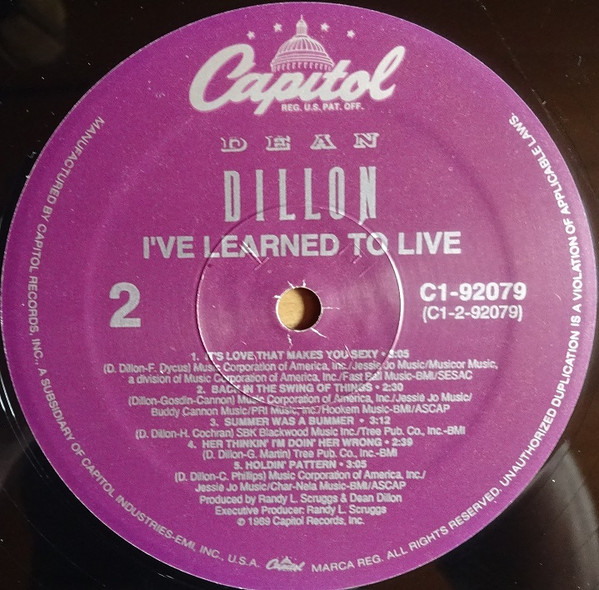 Capitol
REG. U.S. PAT. OFF.
DEAN
DILLON
I'VE LEARNED TO LIVE
2
C1-92079
(C1-2-92079)
1. IT'S LOVE THAT MAKES YOU SEXY • 3:05
(D. Dillon-F. Dycus) Music Corporation of America, Inc./Jessie Jo Music/Musicor Music,
a division of Music Corporation of America, Inc./Fast Ball Music-BMI/SESAC
2. BACK IN THE SWING OF THINGS • 2:30
(Dillon-Gosdin-Cannon) Music Corporation of America, Inc./Jessie Jo Music/
Buddy Cannon Music/PRI Music, Inc./Hookem Music-BMI/ASCAP
3. SUMMER WAS A BUMMER • 3:12
(D. Dillon-H. Cochran) SBK Blackwood Music Inc./Tree Pub. Co., Inc.-BMI
4. HER THINKIN' I'M DOIN' HER WRONG • 2:39
(D. Dillon-G. Martin) Tree Pub. Co., Inc.-BMI
5. HOLDIN' PATTERN • 3:05
(D. Dillon-C. Phillips) Music Corporation of America, Inc./
Jessie Jo Music/Char-Nela Music-BMI/ASCAP
Produced by Randy L. Scruggs & Dean Dillon
Executive Producer: Randy L. Scruggs
© 1989 Capitol Records, Inc.
MANUFACTURED BY CAPITOL RECORDS, INC., A SUBSIDIARY OF CAPITOL INDUSTRIES-EMI, INC., U.S.A. Capitol MARCA REG. ALL RIGHTS RESERVED. UNAUTHORIZED DUPLICATION IS A VIOLATION OF APPLICABLE LAWS.